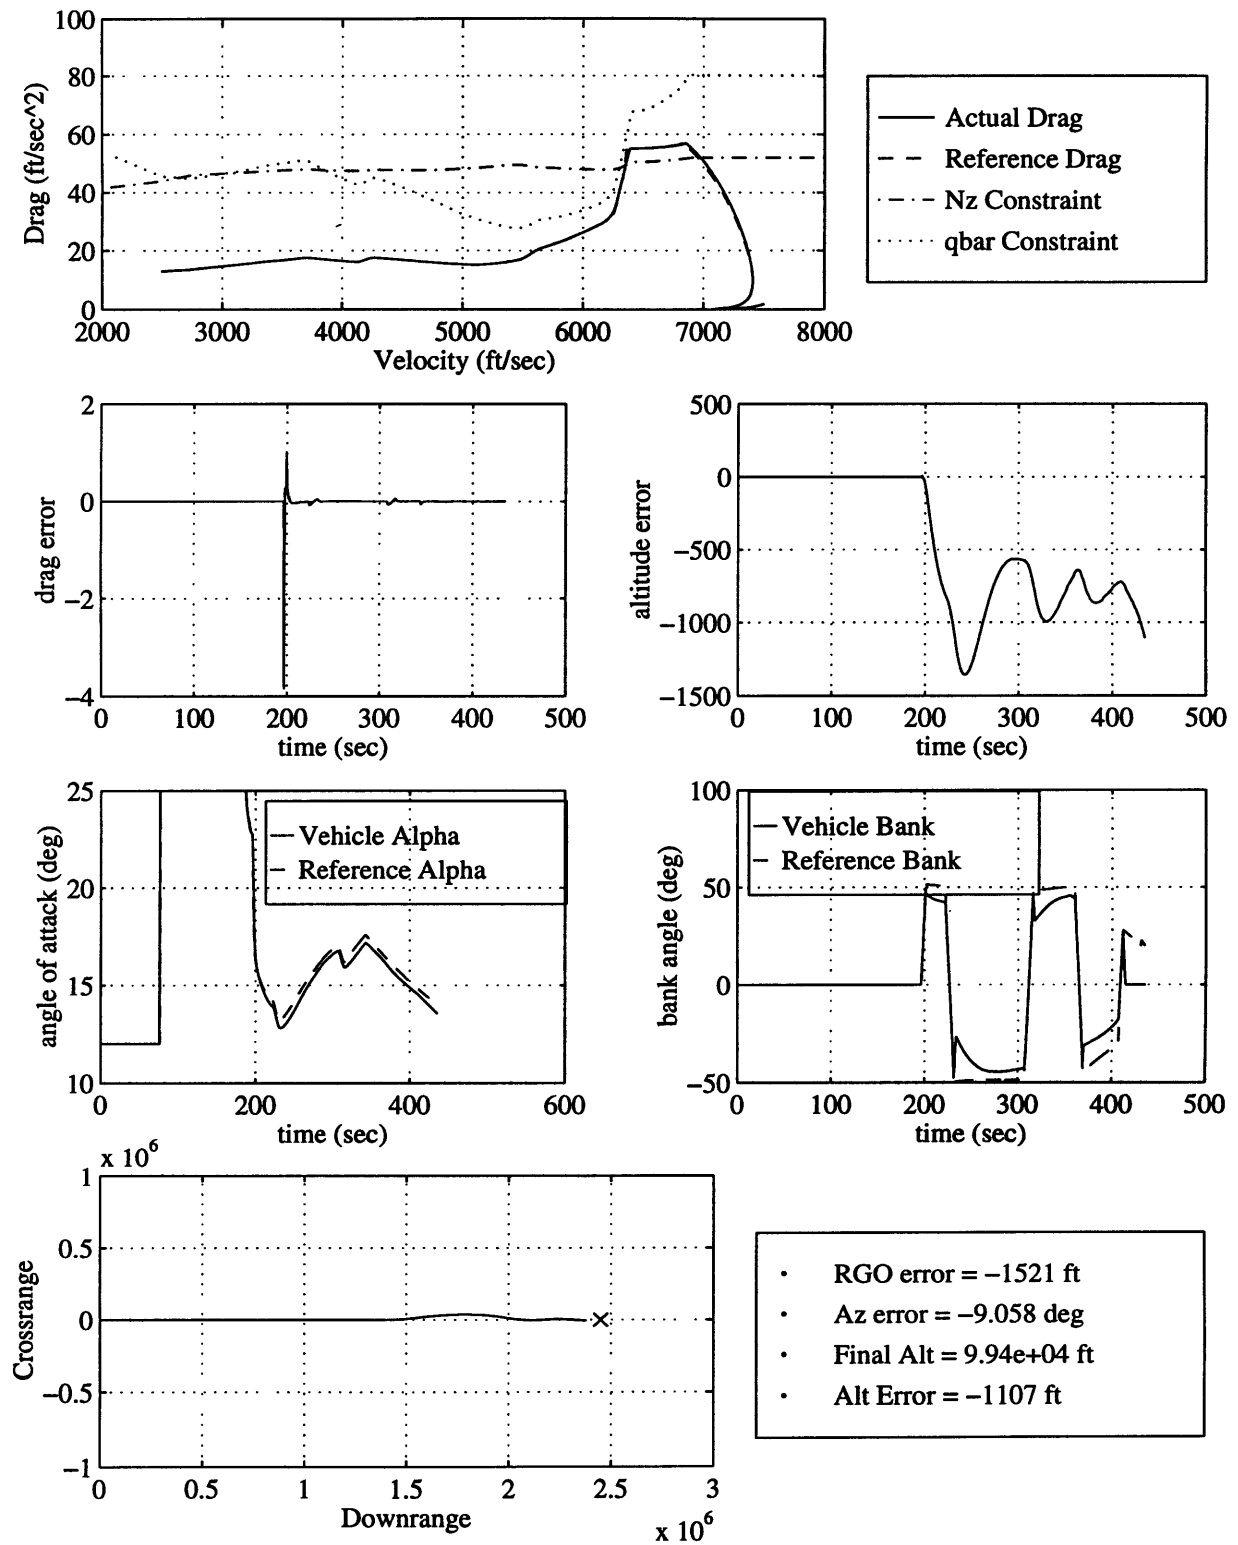 100
80
60
40
20
0
Drag (ft/sec^2)
2000 3000 4000 5000 6000 7000 8000
Velocity (ft/sec)
Actual Drag
Reference Drag
Nz Constraint
qbar Constraint
2
0
−2
−4
drag error
0 100 200 300 400 500
time (sec)
500
0
−500
−1000
−1500
altitude error
0 100 200 300 400 500
time (sec)
25
20
15
10
angle of attack (deg)
Vehicle Alpha
Reference Alpha
0 200 400 600
time (sec)
100
50
0
−50
bank angle (deg)
Vehicle Bank
Reference Bank
0 100 200 300 400 500
time (sec)
x 10^6
1
0.5
0
−0.5
−1
Crossrange
0 0.5 1 1.5 2 2.5 3
Downrange
x 10^6
· RGO error = −1521 ft
· Az error = −9.058 deg
· Final Alt = 9.94e+04 ft
· Alt Error = −1107 ft